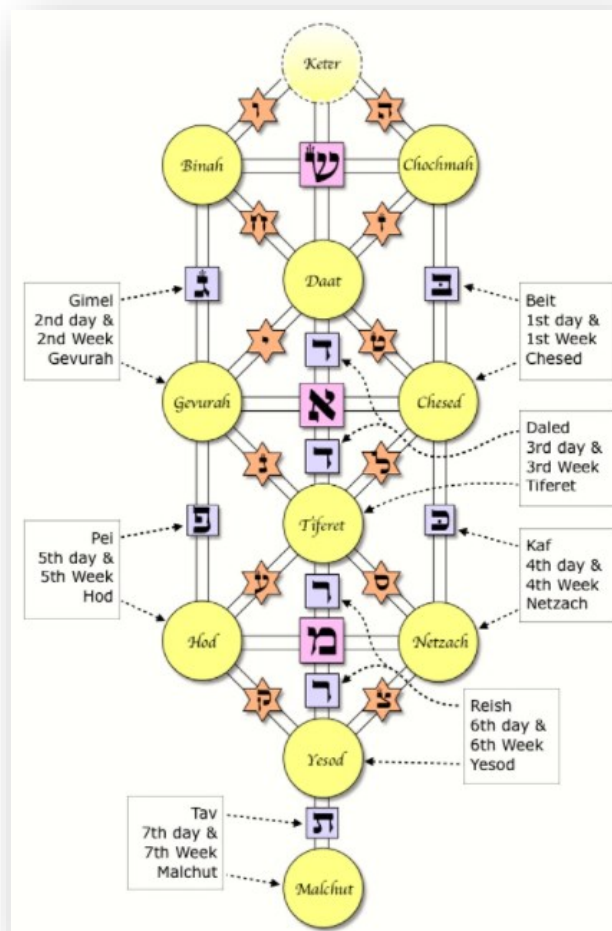 Keter
ו
ה
Binah
שׁ
Chochmah
ח
ז
Daat
גּ
בּ
Gimel
2nd day &
2nd Week
Gevurah
Beit
1st day &
1st Week
Chesed
י
ד
ט
Gevurah
א
Chesed
נ
ד
ל
Daled
3rd day &
3rd Week
Tiferet
Tiferet
Pei
5th day &
5th Week
Hod
פּ
כּ
Kaf
4th day &
4th Week
Netzach
ע
ר
ס
Hod
מ
Netzach
ק
ר
צ
Reish
6th day &
6th Week
Yesod
Yesod
Tav
7th day &
7th Week
Malchut
ת
Malchut